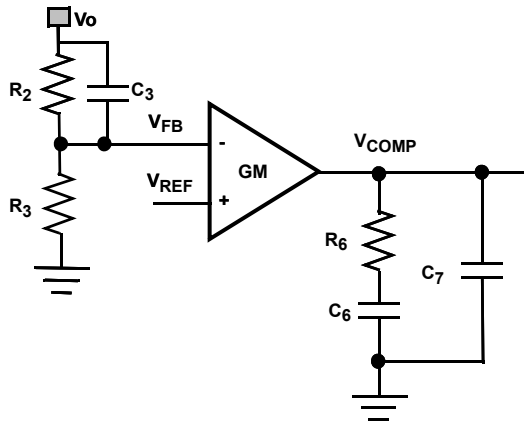 Vo
R2
C3
VFB
-
GM
VCOMP
VREF
+
R6
C7
C6
R3